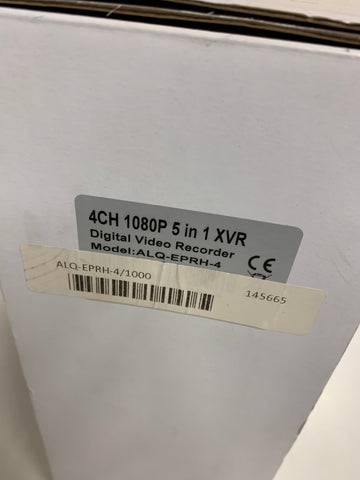 4CH 1080P 5 in 1 XVR
Digital Video Recorder
Model:ALQ-EPRH-4
CE
ALQ-EPRH-4/1000
145665